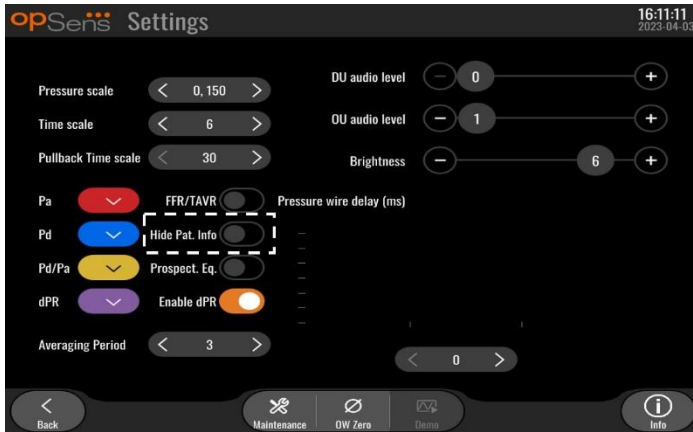 opSens Settings
16:11:11
2023-04-03
Pressure scale 0, 150
Time scale 6
Pullback Time scale 30
DU audio level 0
OU audio level 1
Brightness 6
Pa FFR/TAVR Pressure wire delay (ms)
Pd Hide Pat. Info
Pd/Pa Prospect. Eq.
dPR Enable dPR
Averaging Period 3
0
Back Maintenance OW Zero Demo Info